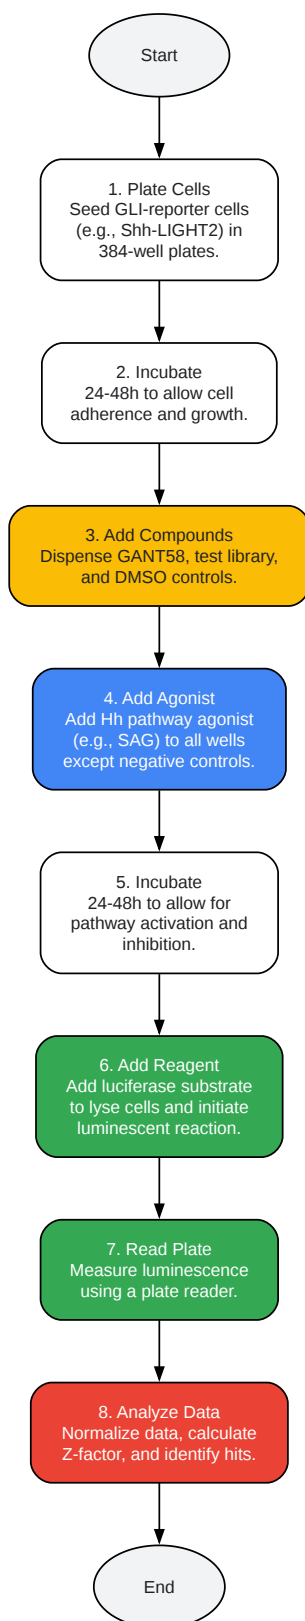 Start
1. Plate Cells
Seed GLI-reporter cells
(e.g., Shh-LIGHT2) in
384-well plates.
2. Incubate
24-48h to allow cell
adherence and growth.
3. Add Compounds
Dispense GANT58, test library,
and DMSO controls.
4. Add Agonist
Add Hh pathway agonist
(e.g., SAG) to all wells
except negative controls.
5. Incubate
24-48h to allow for
pathway activation and
inhibition.
6. Add Reagent
Add luciferase substrate
to lyse cells and initiate
luminescent reaction.
7. Read Plate
Measure luminescence
using a plate reader.
8. Analyze Data
Normalize data, calculate
Z-factor, and identify hits.
End